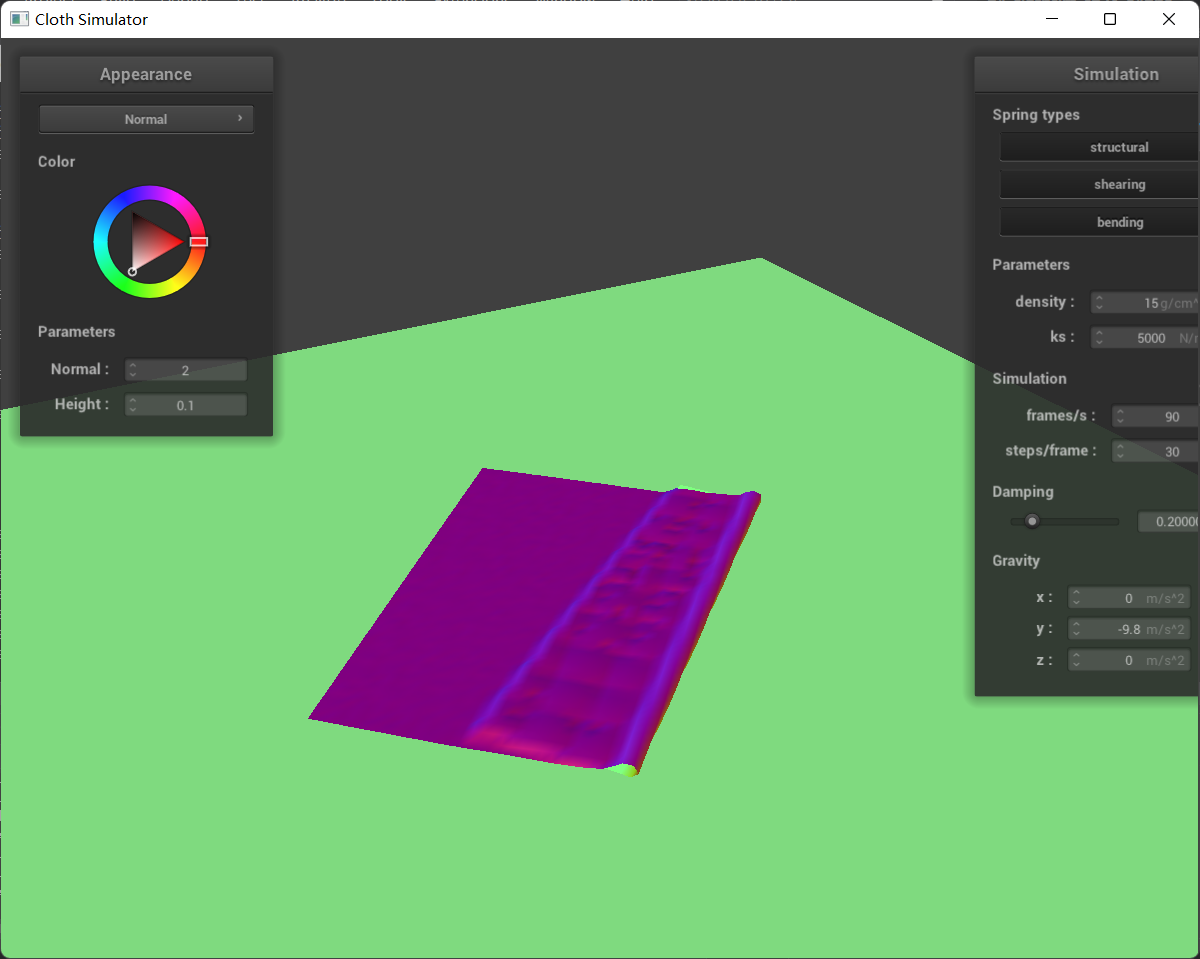 Cloth Simulator
Appearance
Normal
Color
Parameters
Normal : 2
Height : 0.1
Simulation
Spring types
structural
shearing
bending
Parameters
density : 15 g/cm^
ks : 5000 N/
Simulation
frames/s : 90
steps/frame : 30
Damping
0.2000
Gravity
x : 0 m/s^2
y : -9.8 m/s^2
z : 0 m/s^2